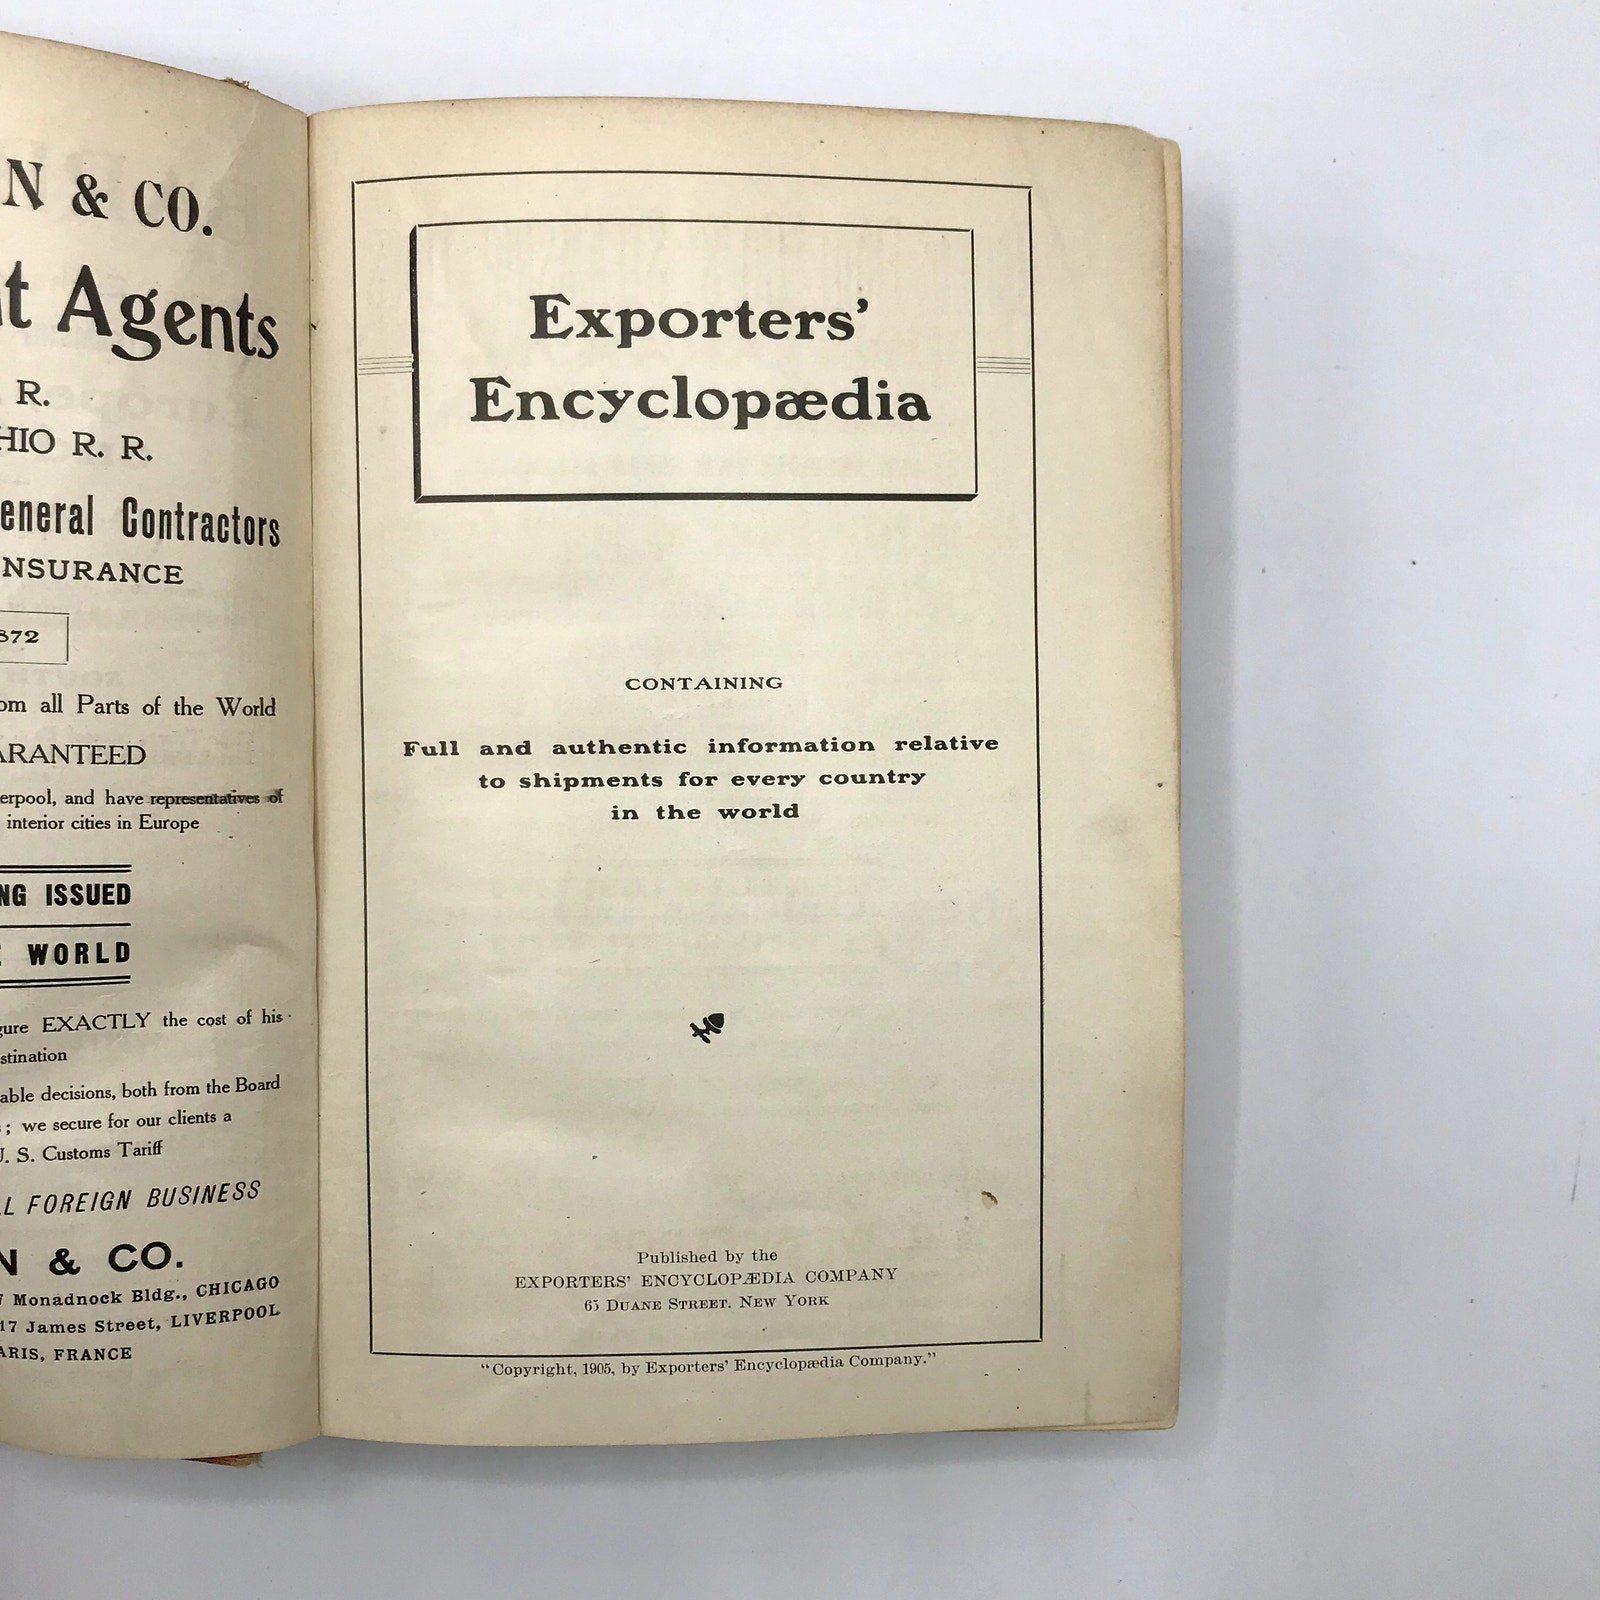 N & CO.
t Agents
R.
HIO R. R.
eneral Contractors
NSURANCE
872
om all Parts of the World
ARANTEED
erpool, and have representatives of
interior cities in Europe
NG ISSUED
E WORLD
gure EXACTLY the cost of his
stination
able decisions, both from the Board
; we secure for our clients a
U. S. Customs Tariff
L FOREIGN BUSINESS
N & CO.
7 Monadnock Bldg., CHICAGO
17 James Street, LIVERPOOL
ARIS, FRANCE
Exporters’
Encyclopædia
CONTAINING
Full and authentic information relative
to shipments for every country
in the world
Published by the
EXPORTERS’ ENCYCLOPÆDIA COMPANY
65 Duane Street. New York
“Copyright, 1905, by Exporters’ Encyclopædia Company.”